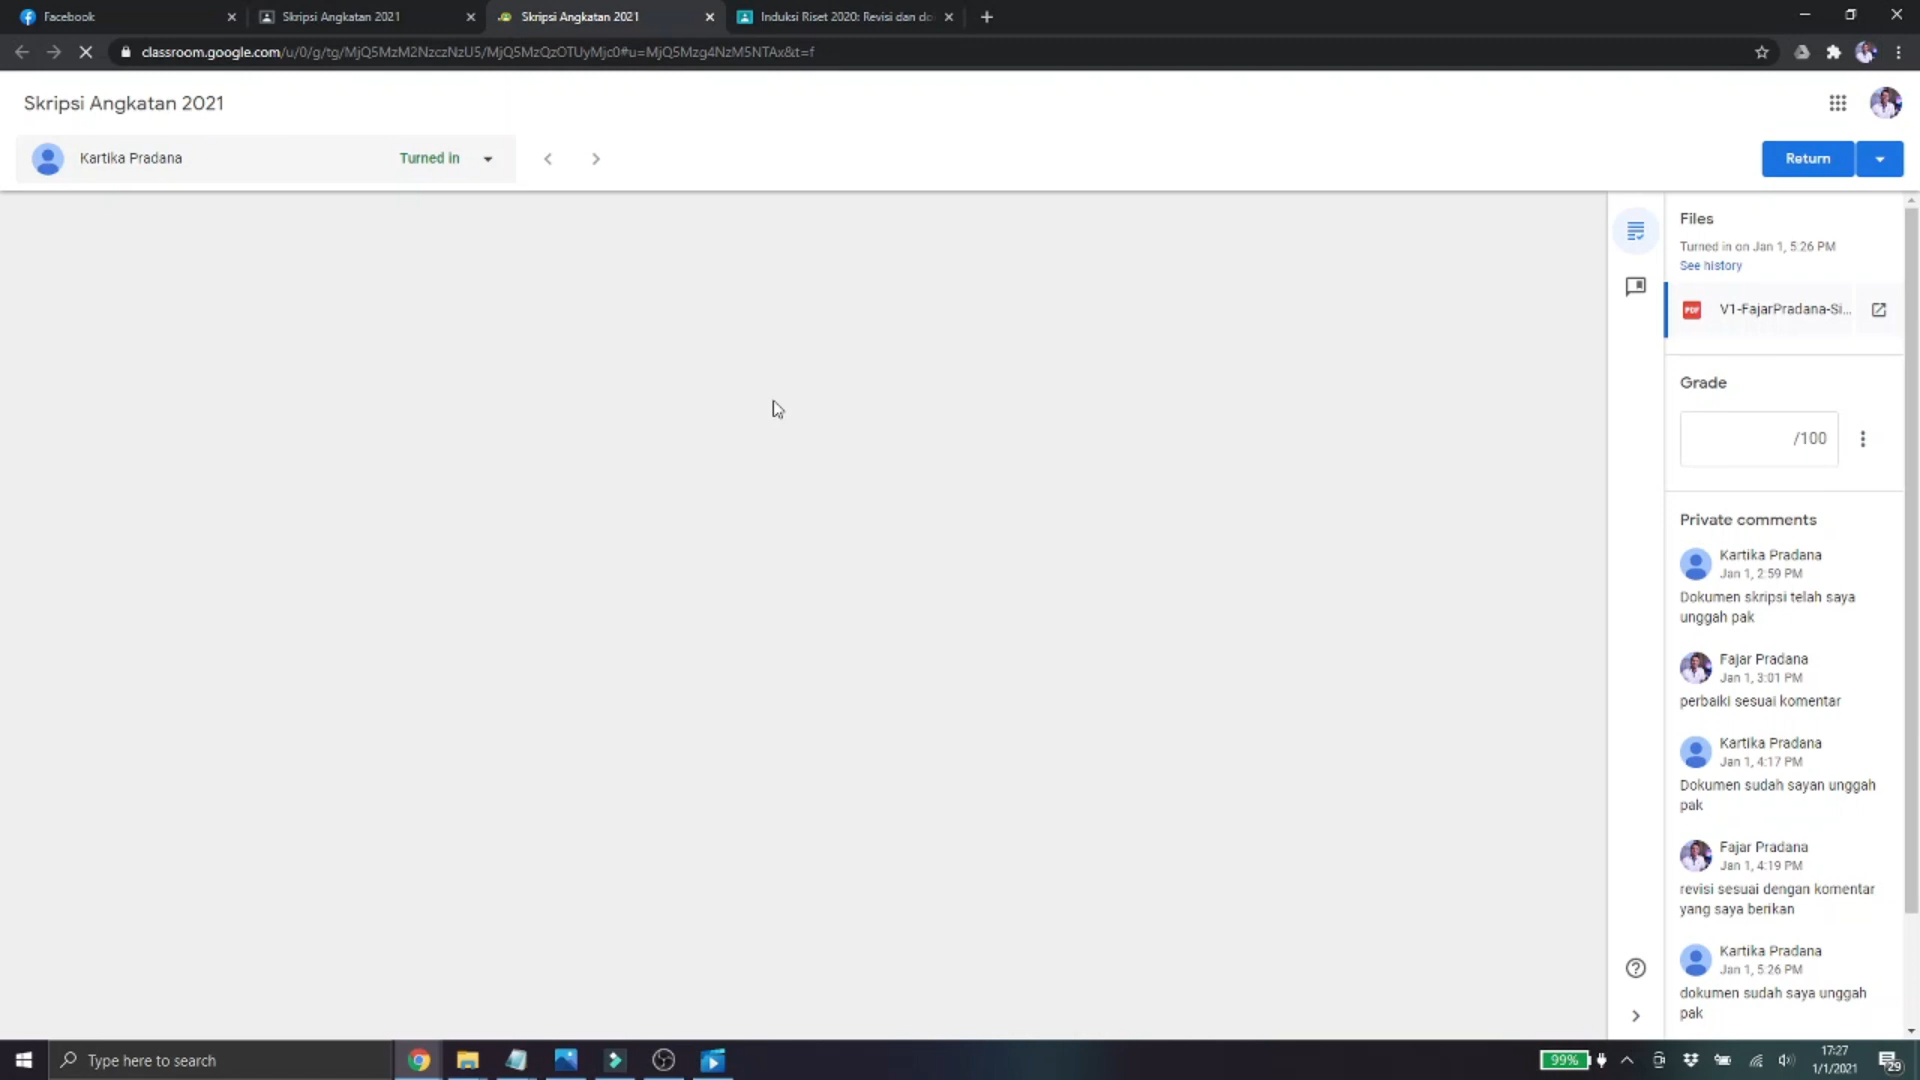 Facebook
Skripsi Angkatan 2021
Skripsi Angkatan 2021
Induksi Riset 2020: Revisi dan do
classroom.google.com/u/0/g/tg/MjQ5MzM2NzczNzU5/MjQ5MzQzOTUyMjc0#u=MjQ5Mzg4NzM5NTAx&t=f
Skripsi Angkatan 2021
Kartika Pradana
Turned in
Return
Files
Turned in on Jan 1, 5:26 PM
See history
PDF
V1-FajarPradana-Si...
Grade
/100
Private comments
Kartika Pradana
Jan 1, 2:59 PM
Dokumen skripsi telah saya
unggah pak
Fajar Pradana
Jan 1, 3:01 PM
perbaiki sesuai komentar
Kartika Pradana
Jan 1, 4:17 PM
Dokumen sudah sayan unggah
pak
Fajar Pradana
Jan 1, 4:19 PM
revisi sesuai dengan komentar
yang saya berikan
Kartika Pradana
Jan 1, 5:26 PM
dokumen sudah saya unggah
pak
Type here to search
99%
17:27
1/1/2021
29